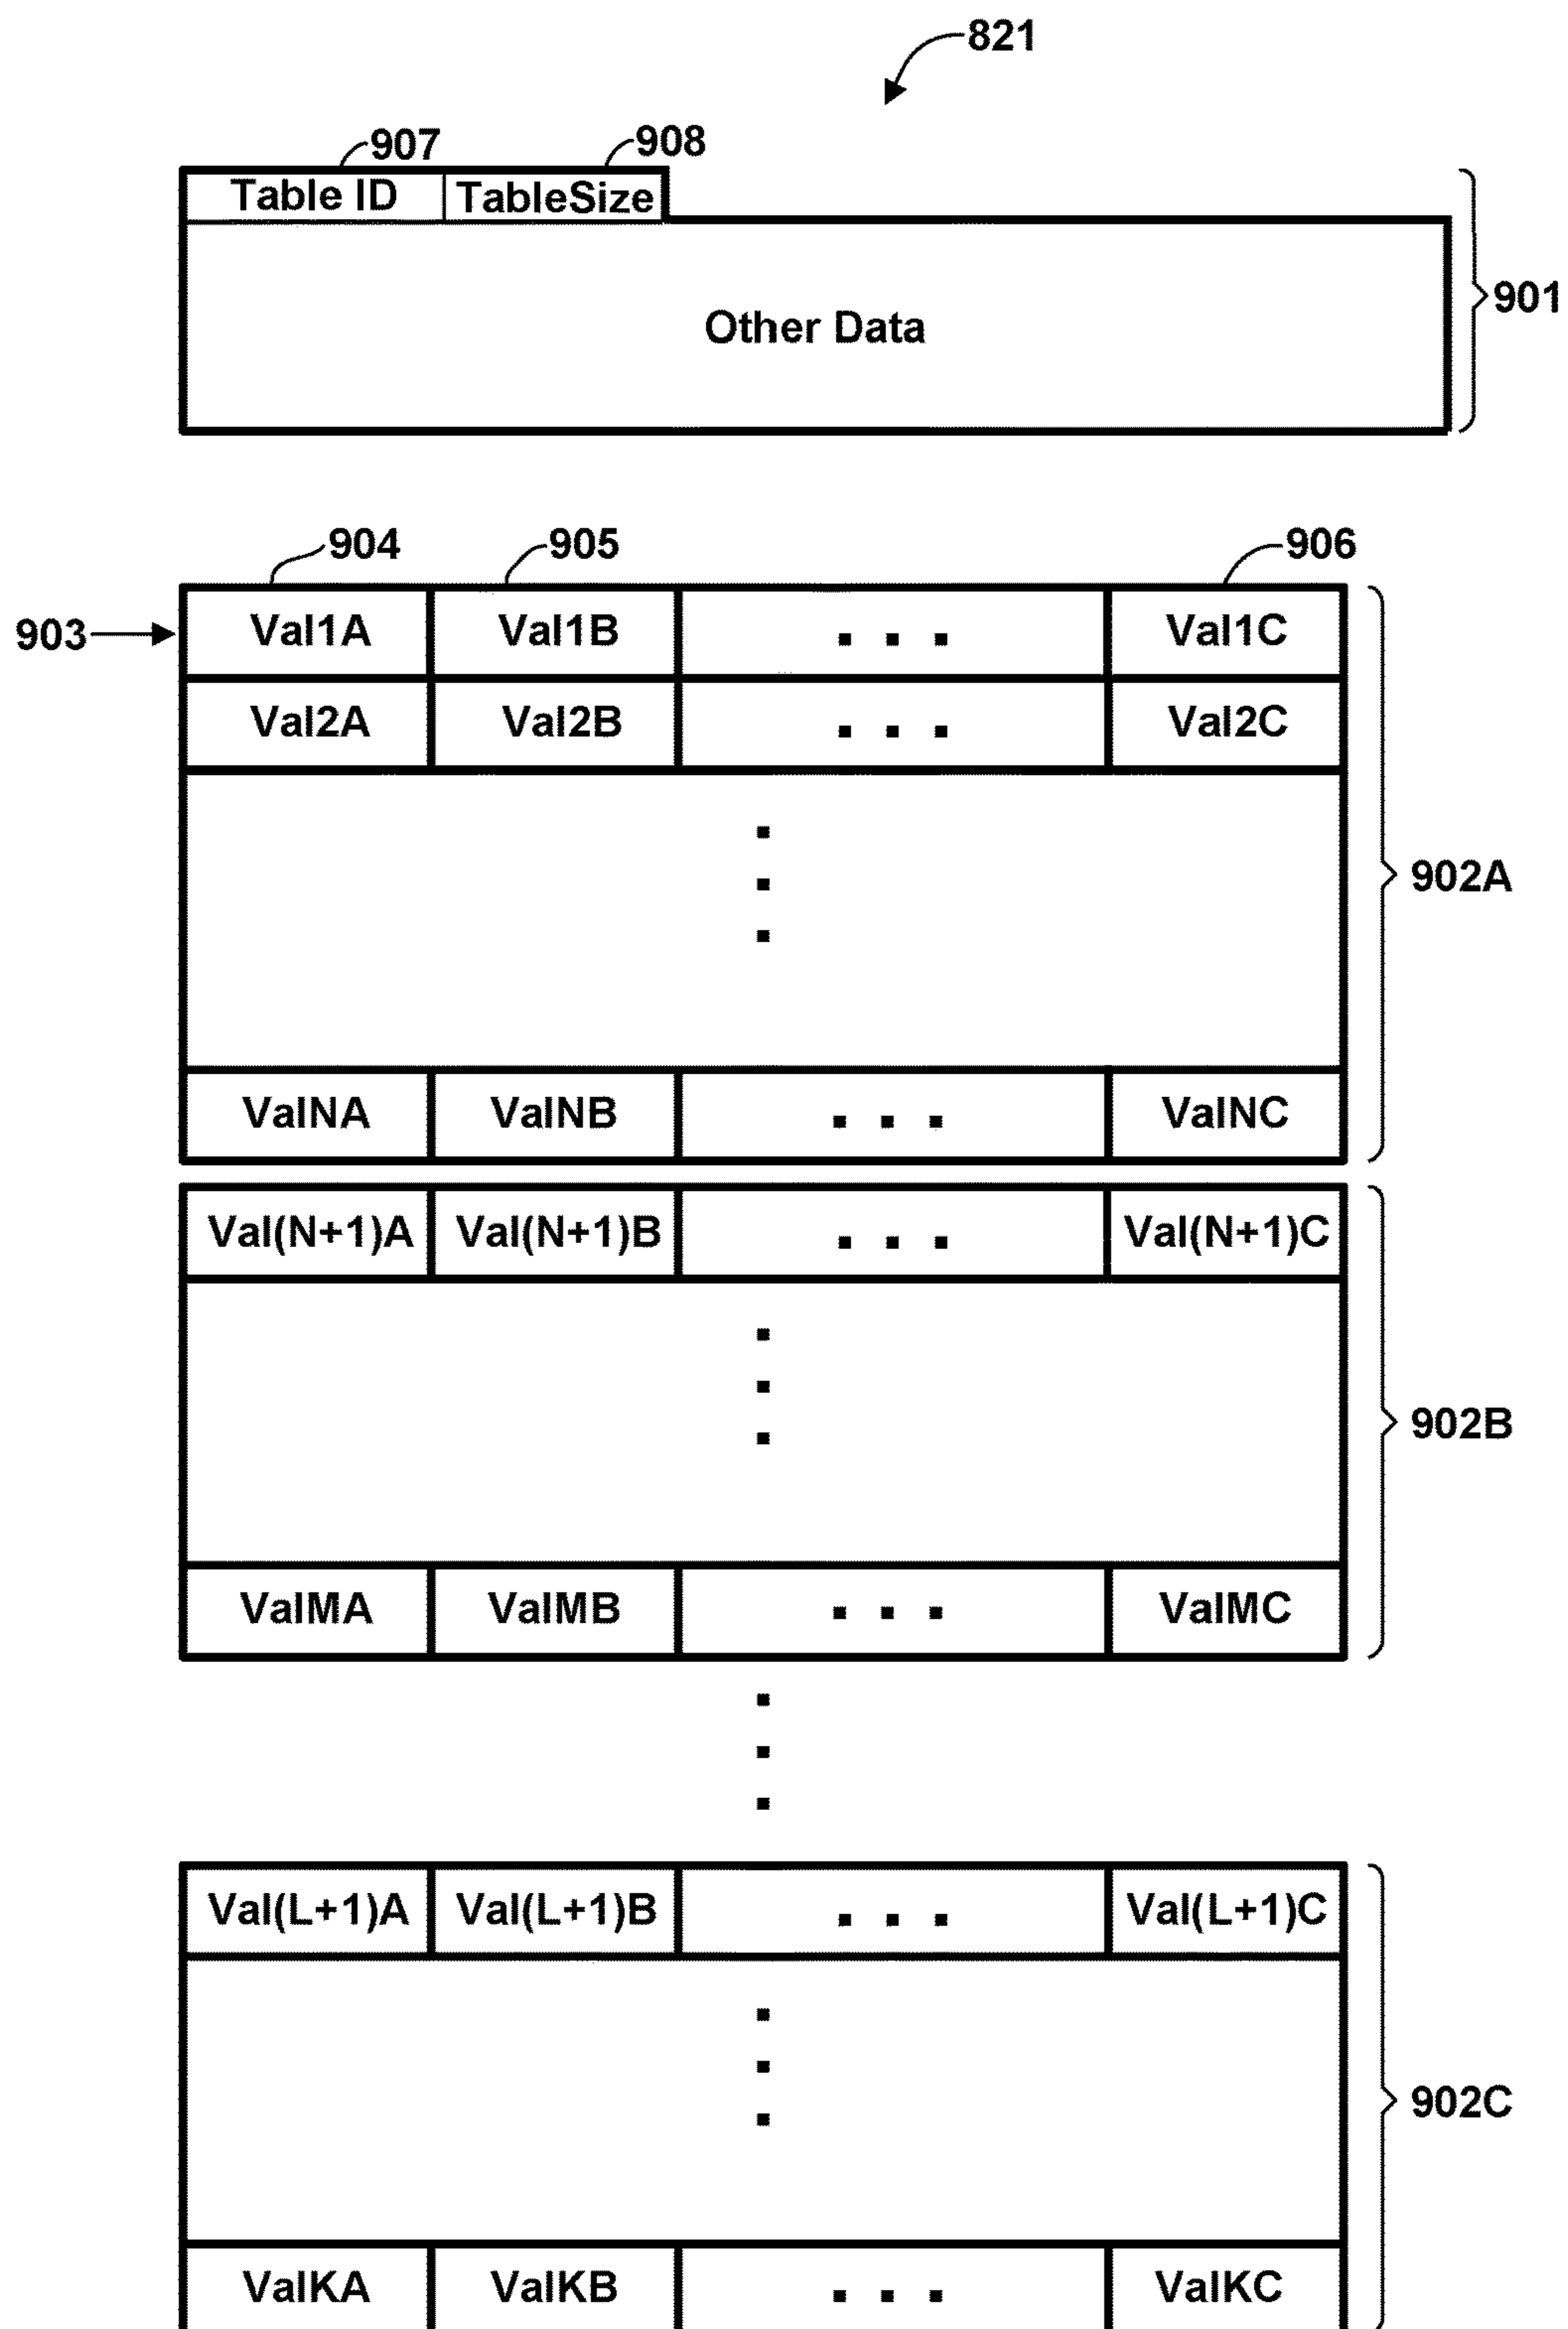 821
907 908
Table ID TableSize
901
Other Data
904 905 906
903 Val1A Val1B . . . Val1C
Val2A Val2B . . . Val2C
902A
ValNA ValNB . . . ValNC
Val(N+1)A Val(N+1)B . . . Val(N+1)C
902B
ValMA ValMB . . . ValMC
Val(L+1)A Val(L+1)B . . . Val(L+1)C
902C
ValKA ValKB . . . ValKC